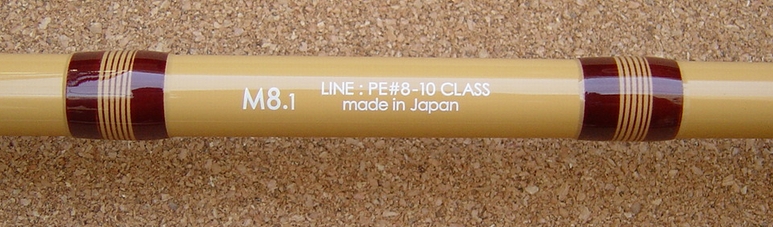 M8.1
LINE : PE#8-10 CLASS
made in Japan